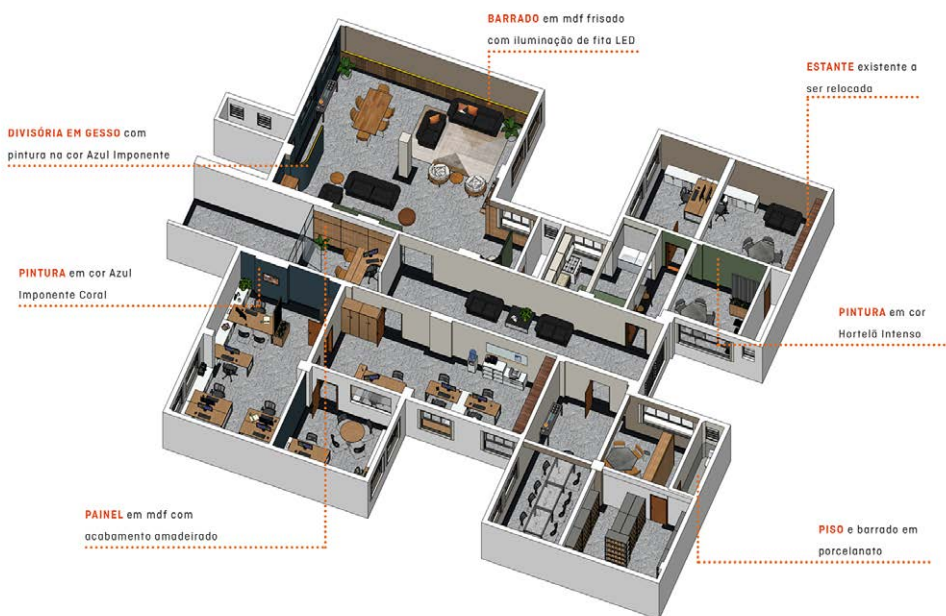 BARRADO em mdf frisado
com iluminação de fita LED
ESTANTE existente a
ser relocada
DIVISÓRIA EM GESSO com
pintura na cor Azul Imponente
PINTURA em cor Azul
Imponente Coral
PINTURA em cor
Hortelã Intenso
PAINEL em mdf com
acabamento amadeirado
PISO e barrado em
porcelanato